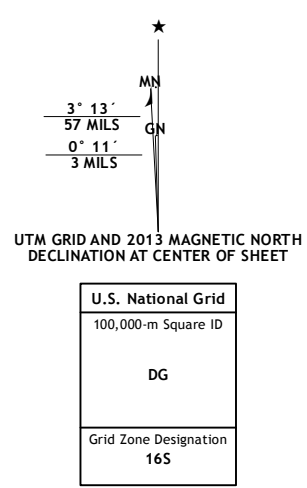 MN
3° 13´
57 MILS
GN
0° 11´
3 MILS
UTM GRID AND 2013 MAGNETIC NORTH
DECLINATION AT CENTER OF SHEET
U.S. National Grid
100,000-m Square ID
DG
Grid Zone Designation
16S